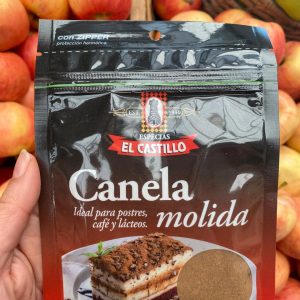 con ZIPPER
protección hermética
ESPECIAS
EL CASTILLO
Canela
molida
Ideal para postres,
café y lácteos.